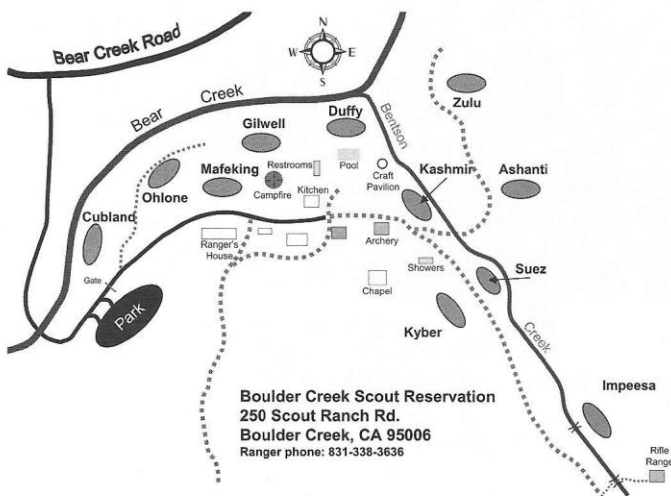 N
W E
S
Bear Creek Road
Bear Creek
Bentson
Zulu
Duffy
Gilwell
Restrooms
Pool
Craft
Pavilion
Kashmir
Ashanti
Mafeking
Campfire
Kitchen
Ohlone
Cubland
Ranger's
House
Archery
Showers
Chapel
Suez
Gate
Park
Kyber
Creek
Impeesa
Rifle
Range
Boulder Creek Scout Reservation
250 Scout Ranch Rd.
Boulder Creek, CA 95006
Ranger phone: 831-338-3636